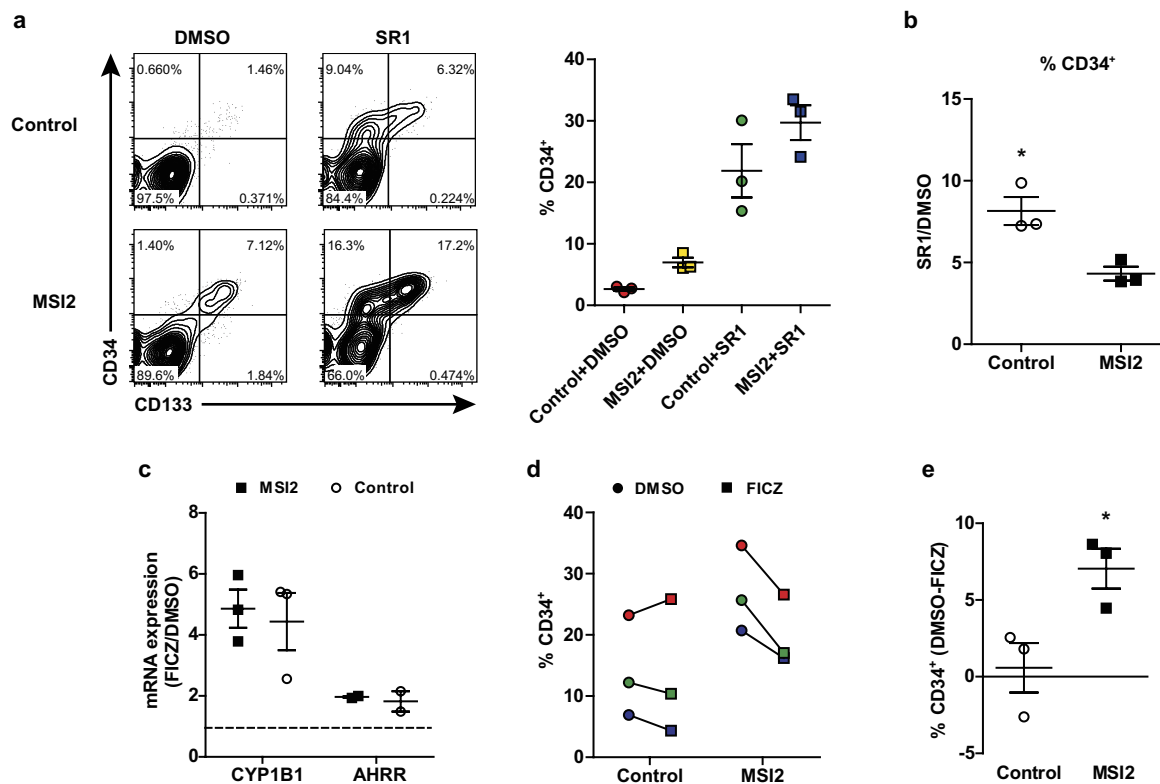 a
DMSO
SR1
Control
0.660%
1.46%
97.5%
0.371%
9.04%
6.32%
84.4%
0.224%
MSI2
1.40%
7.12%
89.6%
1.84%
16.3%
17.2%
66.0%
0.474%
CD34
CD133
% CD34+
40
30
20
10
0
Control+DMSO
MSI2+DMSO
Control+SR1
MSI2+SR1
b
% CD34+
SR1/DMSO
15
10
5
0
*
Control
MSI2
c
MSI2
Control
mRNA expression
(FICZ/DMSO)
8
6
4
2
0
CYP1B1
AHRR
d
DMSO
FICZ
% CD34+
40
30
20
10
0
Control
MSI2
e
% CD34+ (DMSO-FICZ)
10
5
0
-5
*
Control
MSI2